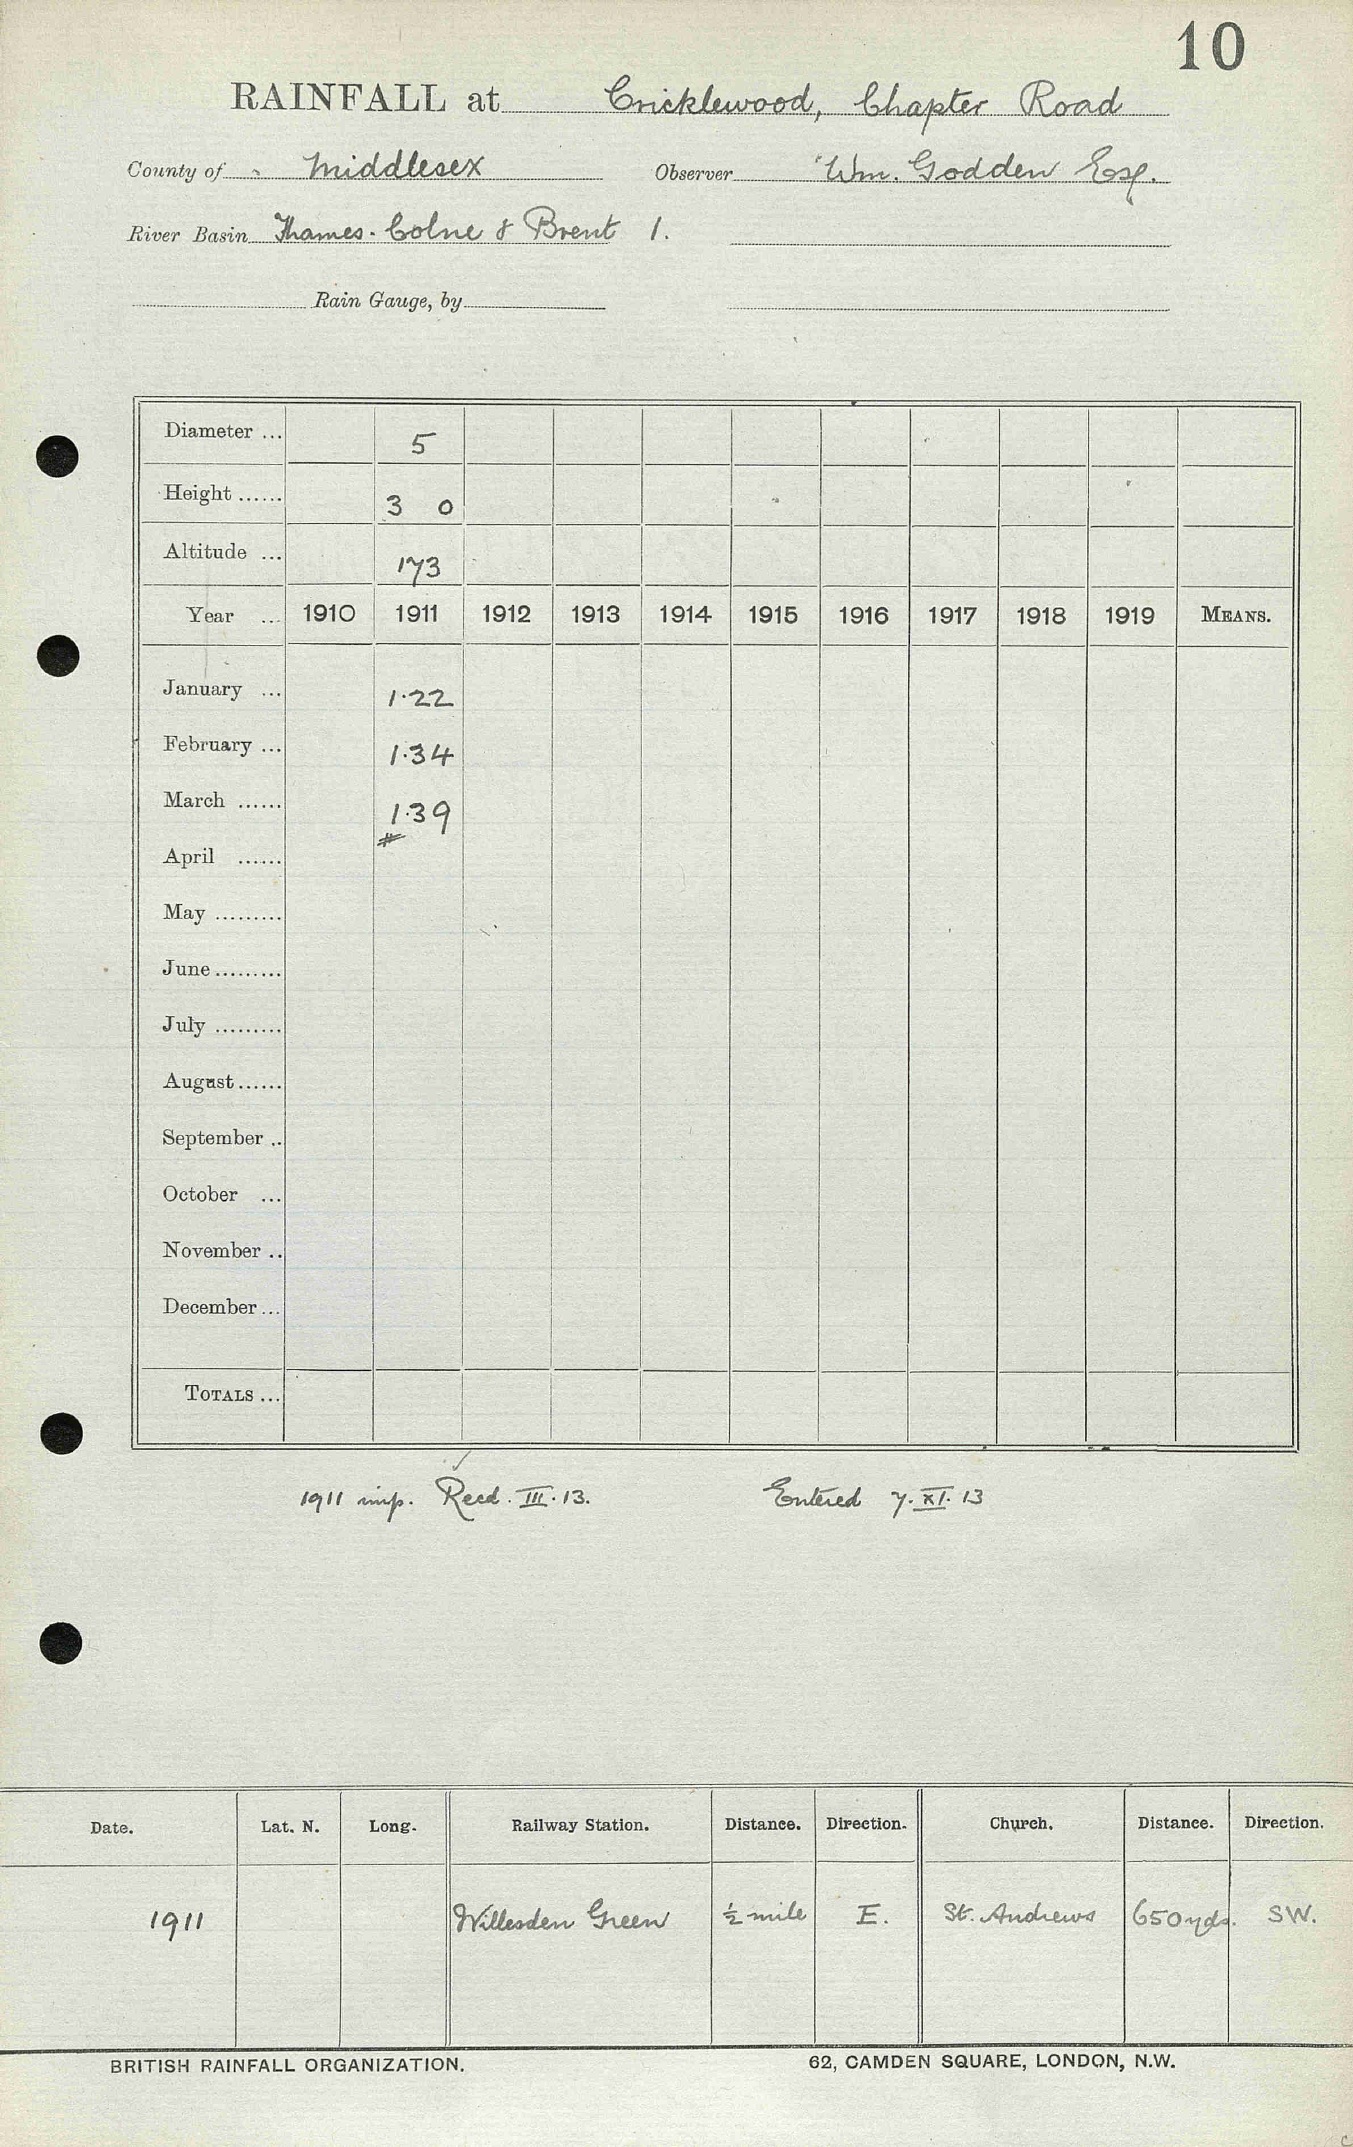 10
RAINFALL at Cricklewood, Chapter Road
County of Middlesex Observer Wm. Godden Esq.
River Basin Thames. Colne & Brent 1.
Rain Gauge, by
Diameter ... 5
Height ...... 3 0
Altitude ... 173
Year ... 1910 1911 1912 1913 1914 1915 1916 1917 1918 1919 MEANS.
January ... 1.22
February ... 1.34
March ...... 1.39
April ......
May .........
June .........
July .........
August ......
September ..
October ...
November ..
December ...
TOTALS ...
1911 imp. Recd. III. 13. Entered 7. XI. 13
Date. Lat. N. Long. Railway Station. Distance. Direction. Church. Distance. Direction.
1911 Willesden Green ½ mile E. St. Andrews 650 yds. SW.
BRITISH RAINFALL ORGANIZATION. 62, CAMDEN SQUARE, LONDON, N.W.